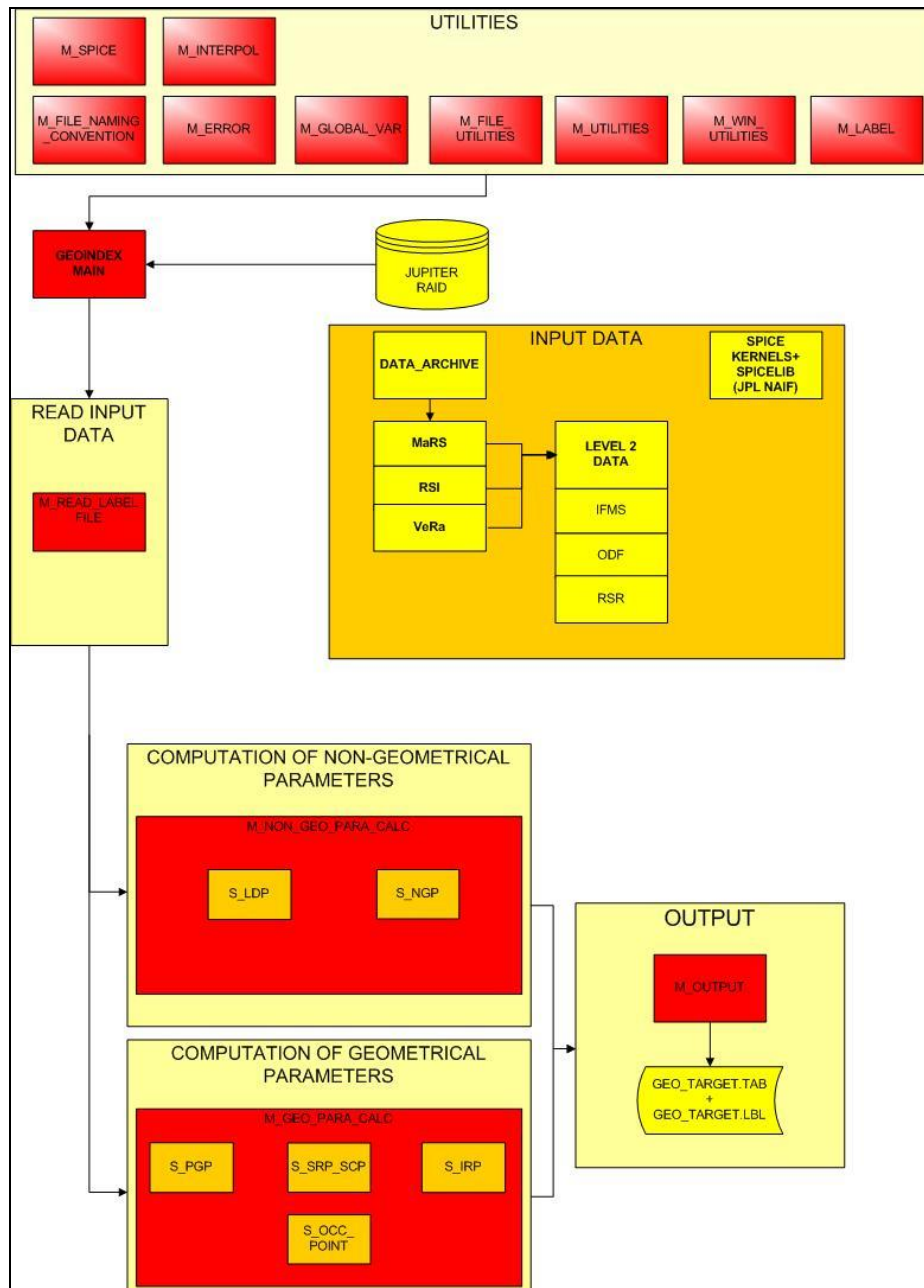 UTILITIES
M_SPICE
M_INTERPOL
M_FILE_NAMING
_CONVENTION
M_ERROR
M_GLOBAL_VAR
M_FILE_
UTILITIES
M_UTILITIES
M_WIN_
UTILITIES
M_LABEL
GEOINDEX
MAIN
JUPITER
RAID
INPUT DATA
DATA_ARCHIVE
SPICE
KERNELS+
SPICELIB
(JPL NAIF)
MaRS
RSI
VeRa
LEVEL 2
DATA
IFMS
ODF
RSR
READ INPUT
DATA
M_READ_LABEL
FILE
COMPUTATION OF NON-GEOMETRICAL
PARAMETERS
M_NON_GEO_PARA_CALC
S_LDP
S_NGP
OUTPUT
M_OUTPUT
GEO_TARGET.TAB
+
GEO_TARGET.LBL
COMPUTATION OF GEOMETRICAL
PARAMETERS
M_GEO_PARA_CALC
S_PGP
S_SRP_SCP
S_IRP
S_OCC_
POINT